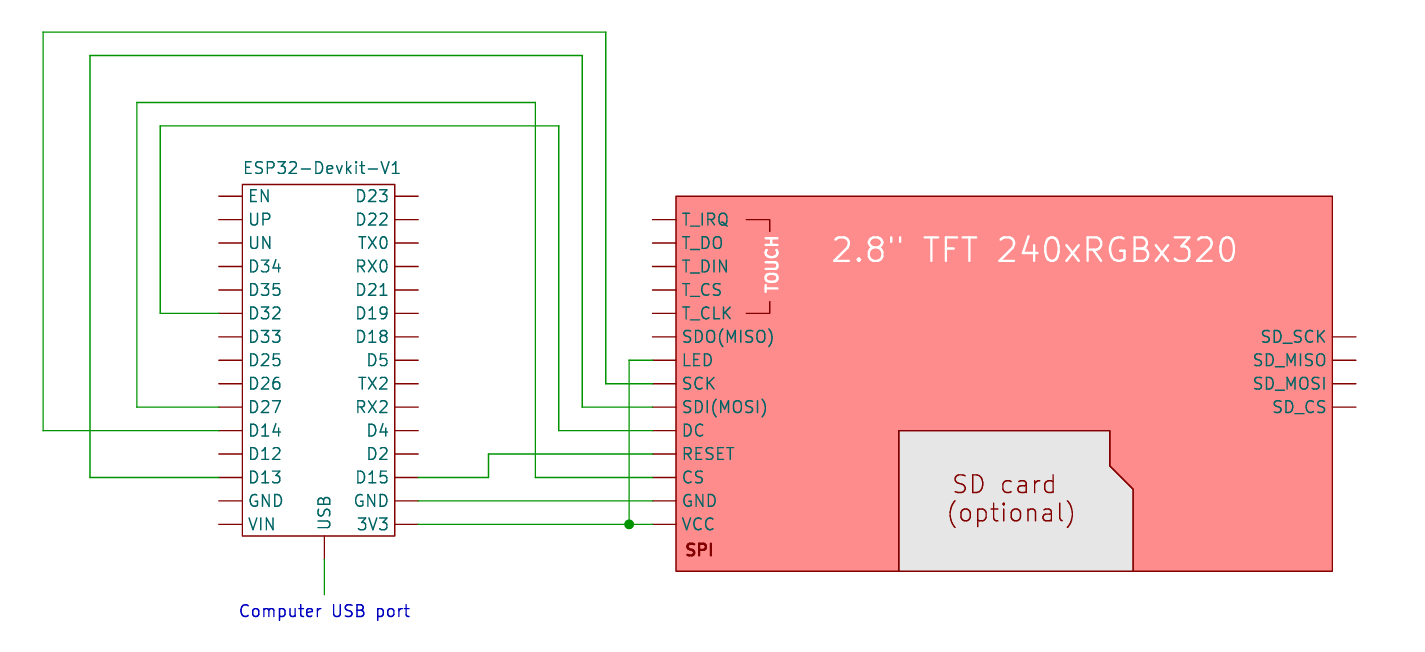 ESP32-Devkit-V1
EN
UP
UN
D34
D35
D32
D33
D25
D26
D27
D14
D12
D13
GND
VIN
D23
D22
TX0
RX0
D21
D19
D18
D5
TX2
RX2
D4
D2
D15
GND
3V3
USB
Computer USB port
T_IRQ
T_DO
T_DIN
T_CS
T_CLK
SDO(MISO)
LED
SCK
SDI(MOSI)
DC
RESET
CS
GND
VCC
SPI
TOUCH
2.8" TFT 240xRGBx320
SD_SCK
SD_MISO
SD_MOSI
SD_CS
SD card
(optional)